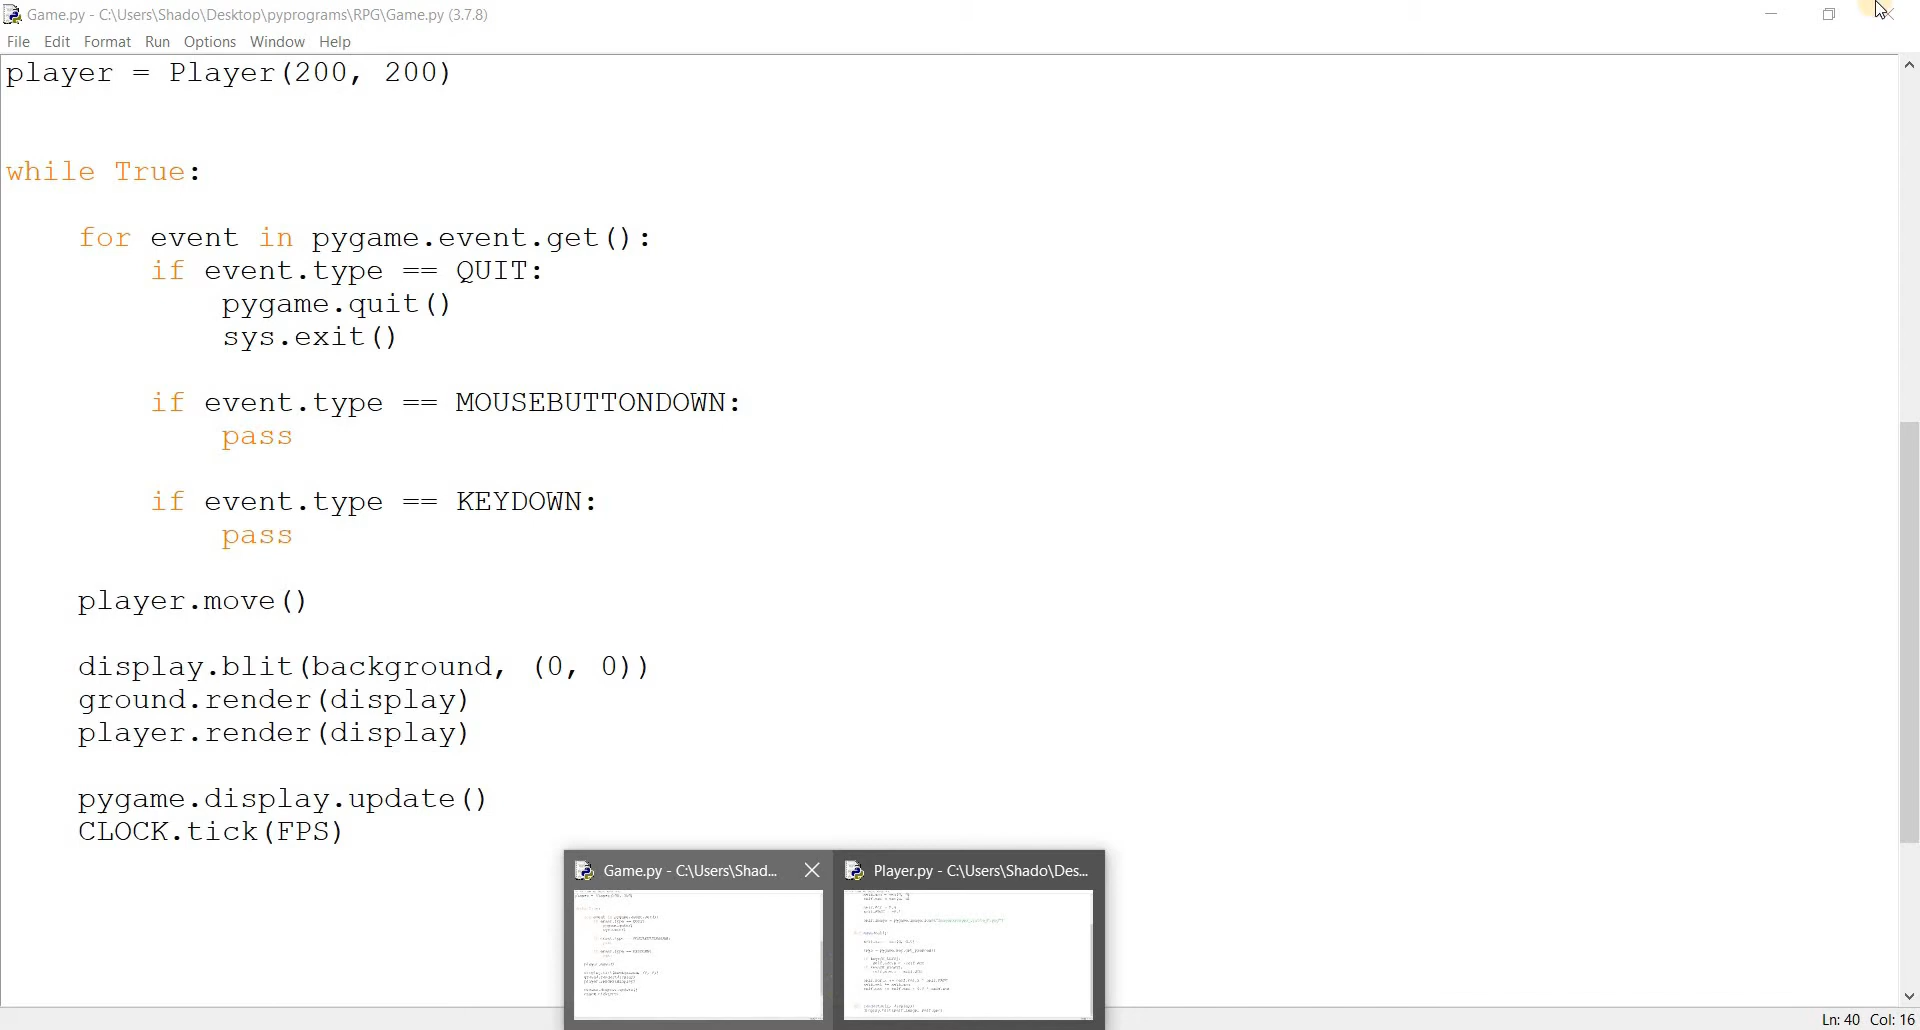 Game.py - C:\Users\Shado\Desktop\pyprograms\RPG\Game.py (3.7.8)
File Edit Format Run Options Window Help
player = Player(200, 200)
while True:
for event in pygame.event.get():
if event.type == QUIT:
pygame.quit()
sys.exit()
if event.type == MOUSEBUTTONDOWN:
pass
if event.type == KEYDOWN:
pass
player.move()
display.blit(background, (0, 0))
ground.render(display)
player.render(display)
pygame.display.update()
CLOCK.tick(FPS)
Game.py - C:\Users\Shad...
Player.py - C:\Users\Shado\Des...
Ln: 40 Col: 16